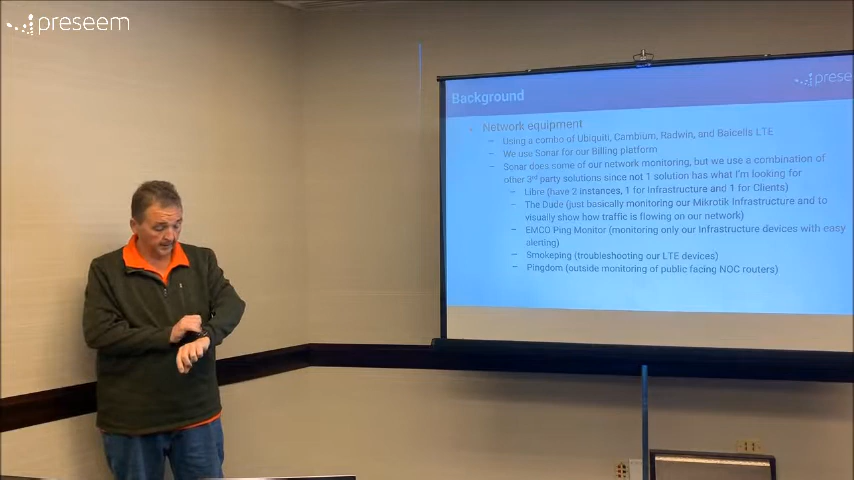 preseem
prese
Background
Network equipment
– Using a combo of Ubiquiti, Cambium, Radwin, and Baicells LTE
– We use Sonar for our Billing platform
– Sonar does some of our network monitoring, but we use a combination of
other 3rd party solutions since not 1 solution has what I'm looking for
– Libre (have 2 instances, 1 for Infrastructure and 1 for Clients)
– The Dude (just basically monitoring our Mikrotik Infrastructure and to
visually show how traffic is flowing on our network)
– EMCO Ping Monitor (monitoring only our Infrastructure devices with easy
alerting)
– Smokeping (troubleshooting our LTE devices)
– Pingdom (outside monitoring of public facing NOC routers)